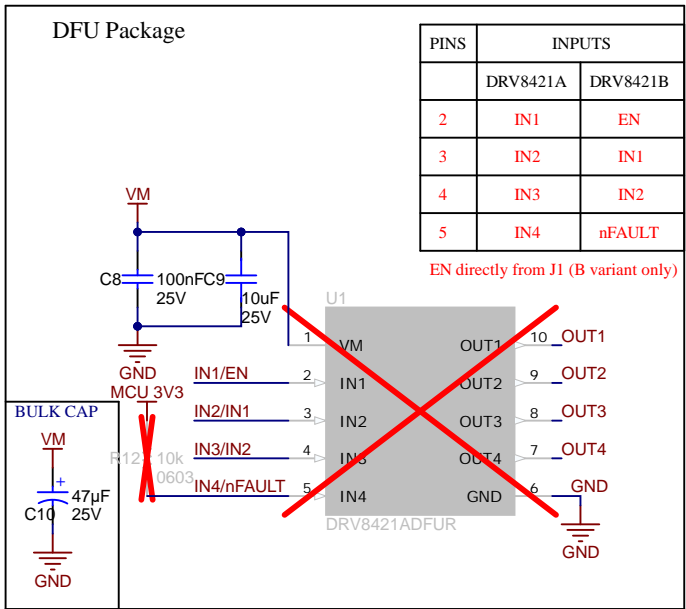 DFU Package
PINS INPUTS
DRV8421A DRV8421B
2 IN1 EN
3 IN2 IN1
4 IN3 IN2
5 IN4 nFAULT
EN directly from J1 (B variant only)
VM
C8 100nF C9
25V 10uF
25V
GND
U1
1 VM OUT1 10 OUT1
IN1/EN 2 IN1 OUT2 9 OUT2
IN2/IN1 3 IN2 OUT3 8 OUT3
IN3/IN2 4 IN3 OUT4 7 OUT4
IN4/nFAULT 5 IN4 GND 6 GND
DRV8421ADFUR
GND
MCU 3V3
R12 10k
0603
BULK CAP
VM
+
47µF
C10 25V
GND